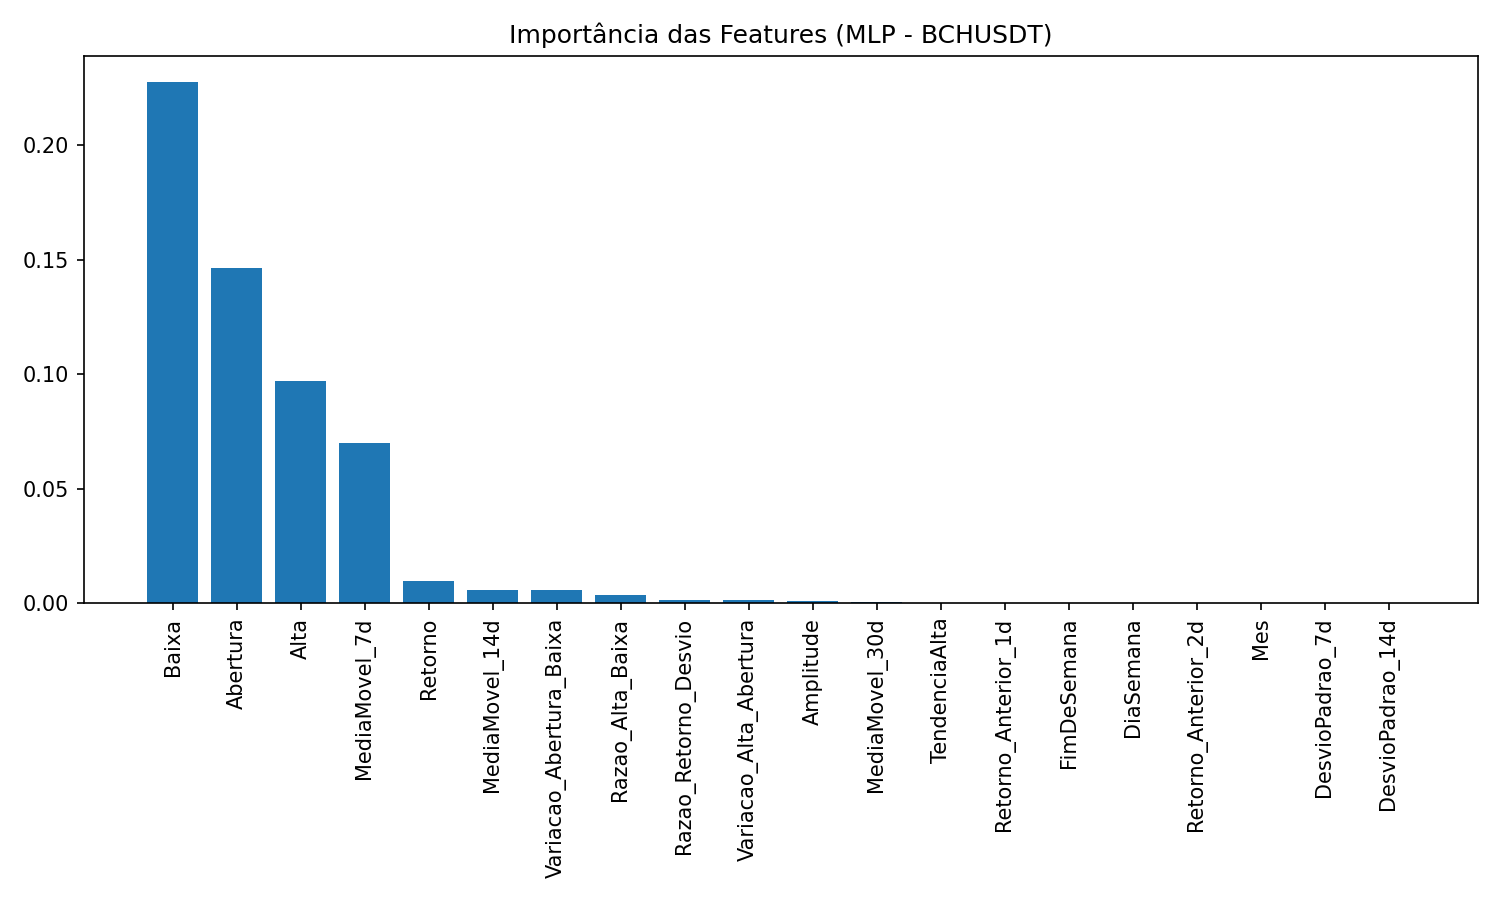 Importância das Features (MLP - BCHUSDT)
0.20
0.15
0.10
0.05
0.00
Baixa
Abertura
Alta
MediaMovel_7d
Retorno
MediaMovel_14d
Variacao_Abertura_Baixa
Razao_Alta_Baixa
Razao_Retorno_Desvio
Variacao_Alta_Abertura
Amplitude
MediaMovel_30d
TendenciaAlta
Retorno_Anterior_1d
FimDeSemana
DiaSemana
Retorno_Anterior_2d
Mes
DesvioPadrao_7d
DesvioPadrao_14d